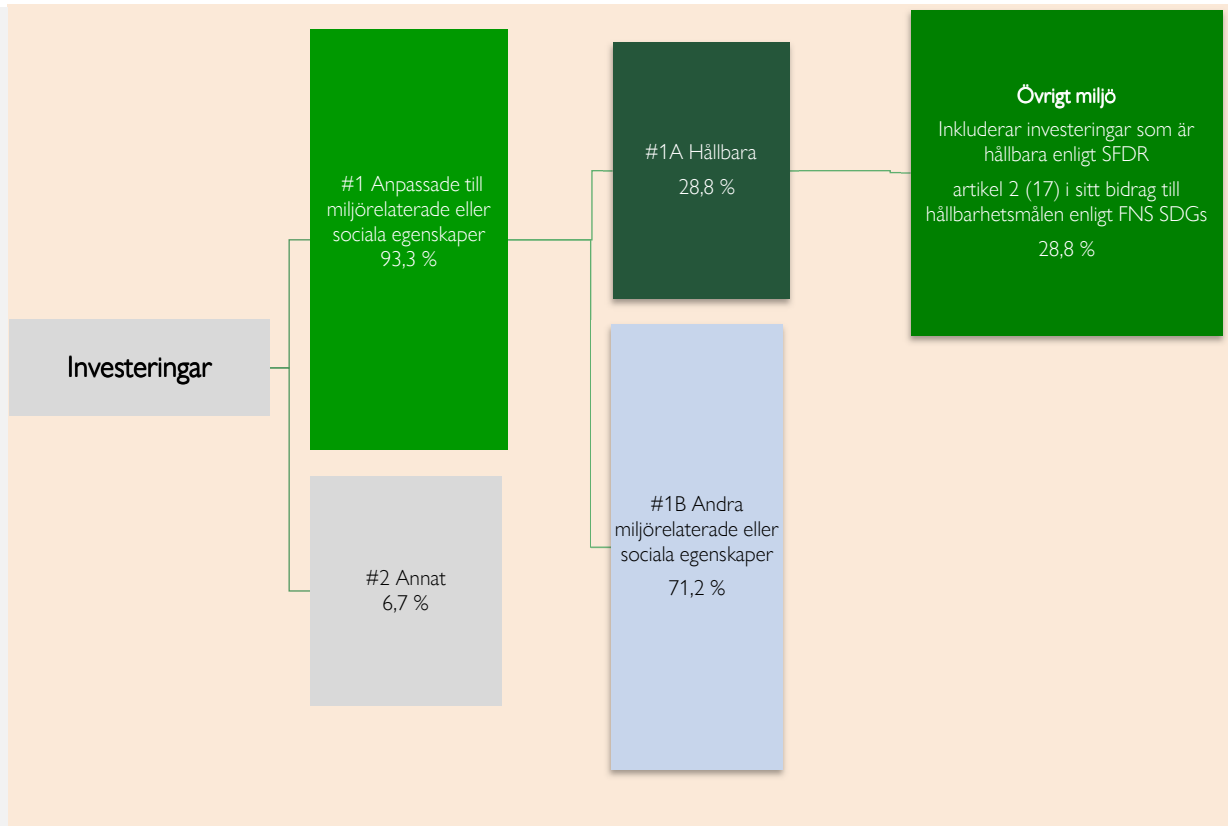 Investeringar
#1 Anpassade till
miljörelaterade eller
sociala egenskaper
93,3 %
#2 Annat
6,7 %
#1A Hållbara
28,8 %
#1B Andra
miljörelaterade eller
sociala egenskaper
71,2 %
Övrigt miljö
Inkluderar investeringar som är
hållbara enligt SFDR
artikel 2 (17) i sitt bidrag till
hållbarhetsmålen enligt FNS SDGs
28,8 %